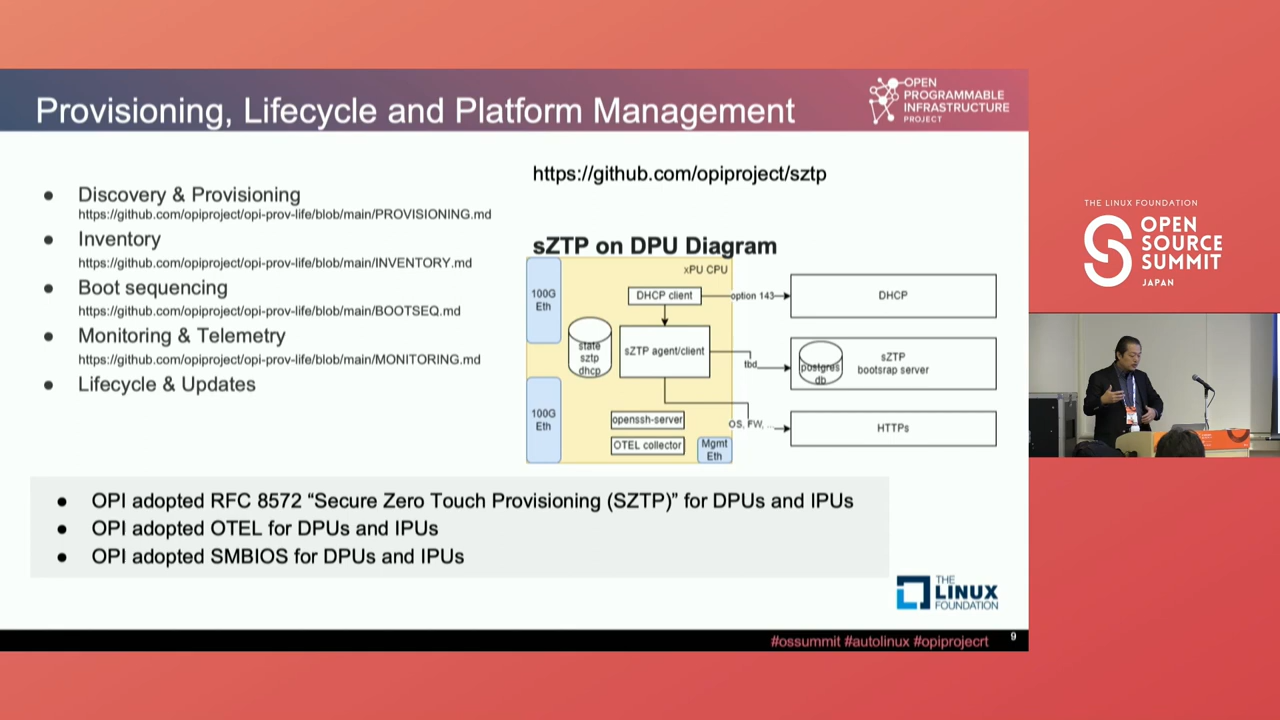 Provisioning, Lifecycle and Platform Management
OPEN
PROGRAMMABLE
INFRASTRUCTURE
PROJECT
● Discovery & Provisioning
https://github.com/opiproject/opi-prov-life/blob/main/PROVISIONING.md
● Inventory
https://github.com/opiproject/opi-prov-life/blob/main/INVENTORY.md
● Boot sequencing
https://github.com/opiproject/opi-prov-life/blob/main/BOOTSEQ.md
● Monitoring & Telemetry
https://github.com/opiproject/opi-prov-life/blob/main/MONITORING.md
● Lifecycle & Updates
https://github.com/opiproject/sztp
sZTP on DPU Diagram
xPU CPU
100G
Eth
DHCP client
option 143
DHCP
state
sztp
dhcp
sZTP agent/client
tbd
postgres
db
sZTP
bootsrap server
100G
Eth
openssh-server
OTEL collector
Mgmt
Eth
OS, FW, ...
HTTPs
● OPI adopted RFC 8572 “Secure Zero Touch Provisioning (SZTP)” for DPUs and IPUs
● OPI adopted OTEL for DPUs and IPUs
● OPI adopted SMBIOS for DPUs and IPUs
THE
LINUX
FOUNDATION
#ossummit #autolinux #opiprojecrt
9
THE LINUX FOUNDATION
OPEN
SOURCE
SUMMIT
JAPAN